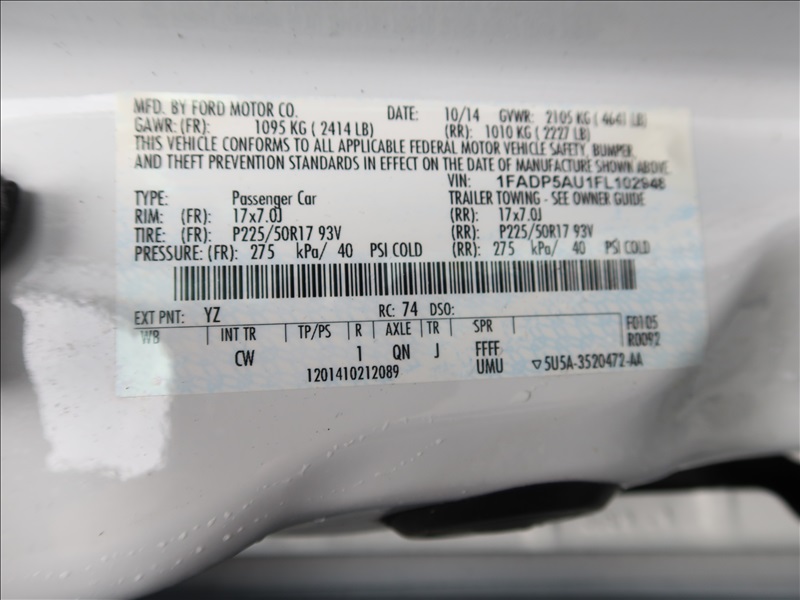 MFD. BY FORD MOTOR CO. DATE: 10/14 GVWR: 2105 KG ( 4641 LB)
GAWR: (FR): 1095 KG ( 2414 LB) (RR): 1010 KG ( 2227 LB)
THIS VEHICLE CONFORMS TO ALL APPLICABLE FEDERAL MOTOR VEHICLE SAFETY, BUMPER,
AND THEFT PREVENTION STANDARDS IN EFFECT ON THE DATE OF MANUFACTURE SHOWN ABOVE.
VIN: 1FADP5AU1FL102948
TYPE: Passenger Car TRAILER TOWING - SEE OWNER GUIDE
RIM: (FR): 17x7.0J (RR): 17x7.0J
TIRE: (FR): P225/50R17 93V (RR): P225/50R17 93V
PRESSURE: (FR): 275 kPa/ 40 PSI COLD (RR): 275 kPa/ 40 PSI COLD
EXT PNT: YZ RC: 74 DSO:
WB INT TR TP/PS R AXLE TR SPR F0105
CW 1 QN J FFFF R0092
1201410212089 UMU 5U5A-3520472-AA